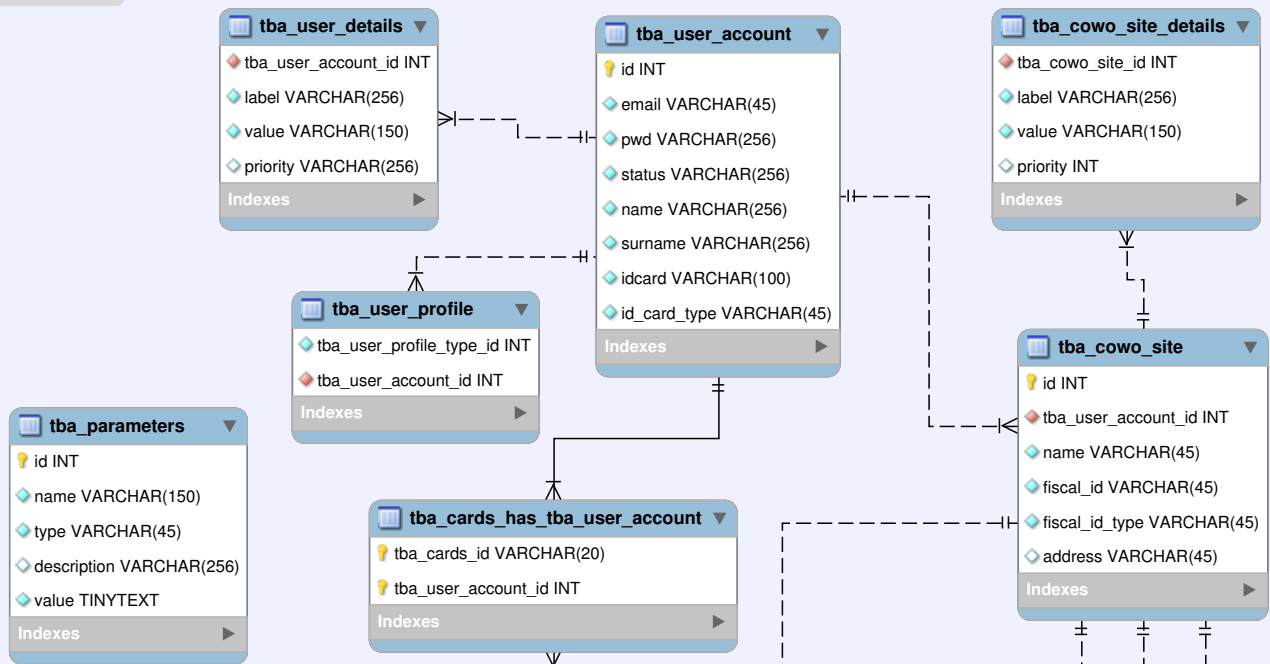 tba_user_details
tba_user_account_id INT
label VARCHAR(256)
value VARCHAR(150)
priority VARCHAR(256)
Indexes
tba_user_account
id INT
email VARCHAR(45)
pwd VARCHAR(256)
status VARCHAR(256)
name VARCHAR(256)
surname VARCHAR(256)
idcard VARCHAR(100)
id_card_type VARCHAR(45)
Indexes
tba_cowo_site_details
tba_cowo_site_id INT
label VARCHAR(256)
value VARCHAR(150)
priority INT
Indexes
tba_user_profile
tba_user_profile_type_id INT
tba_user_account_id INT
Indexes
tba_cowo_site
id INT
tba_user_account_id INT
name VARCHAR(45)
fiscal_id VARCHAR(45)
fiscal_id_type VARCHAR(45)
address VARCHAR(45)
Indexes
tba_parameters
id INT
name VARCHAR(150)
type VARCHAR(45)
description VARCHAR(256)
value TINYTEXT
Indexes
tba_cards_has_tba_user_account
tba_cards_id VARCHAR(20)
tba_user_account_id INT
Indexes